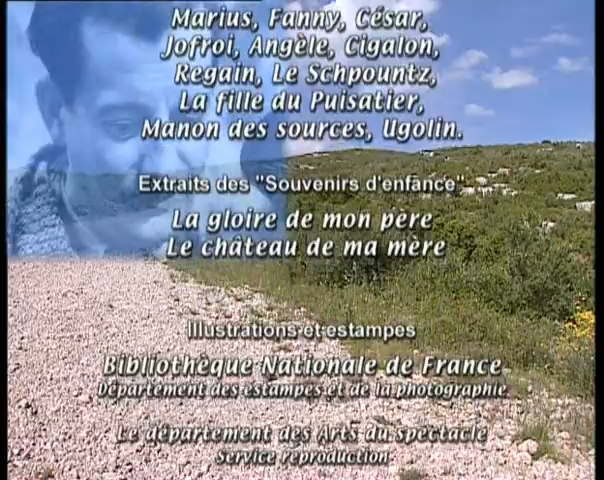 Marius, Fanny, César,
Jofroi, Angèle, Cigalon,
Regain, Le Schpountz,
La fille du Puisatier,
Manon des sources, Ugolin.
Extraits des "Souvenirs d'enfance"
La gloire de mon père
Le château de ma mère
Illustrations et estampes
Bibliothèque Nationale de France
Département des estampes et de la photographie
Le département des Arts du spectacle
Service reproduction